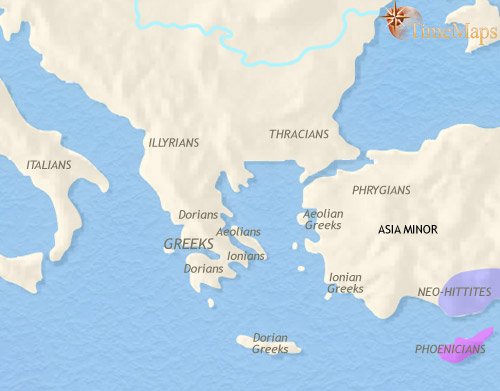 TimeMaps
THRACIANS
ILLYRIANS
ITALIANS
PHRYGIANS
Dorians
Aeolian
Greeks
Aeolians
ASIA MINOR
GREEKS
Ionians
Dorians
Ionian
Greeks
NEO-HITTITES
Dorian
Greeks
PHOENICIANS